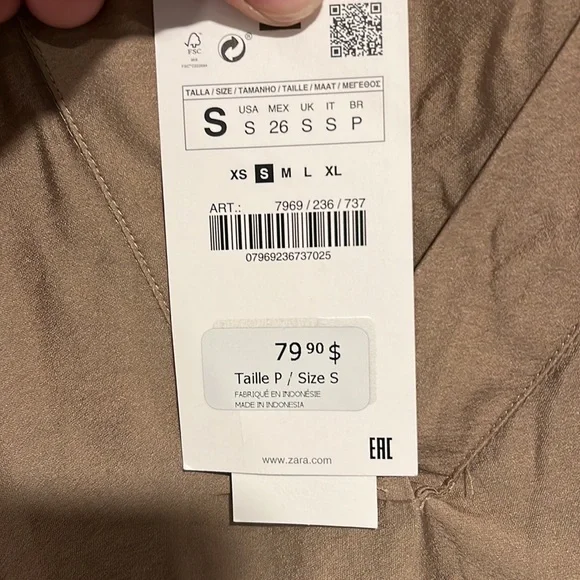 FSC
TALLA / SIZE / TAMANHO / TAILLE / MAAT / ΜΕΓΕΘΟΣ
S USA MEX UK IT BR
S 26 S S P
XS S M L XL
ART.: 7969 / 236 / 737
07969236737025
79 90 $
Taille P / Size S
FABRIQUÉ EN INDONÉSIE
MADE IN INDONESIA
EAC
www.zara.com